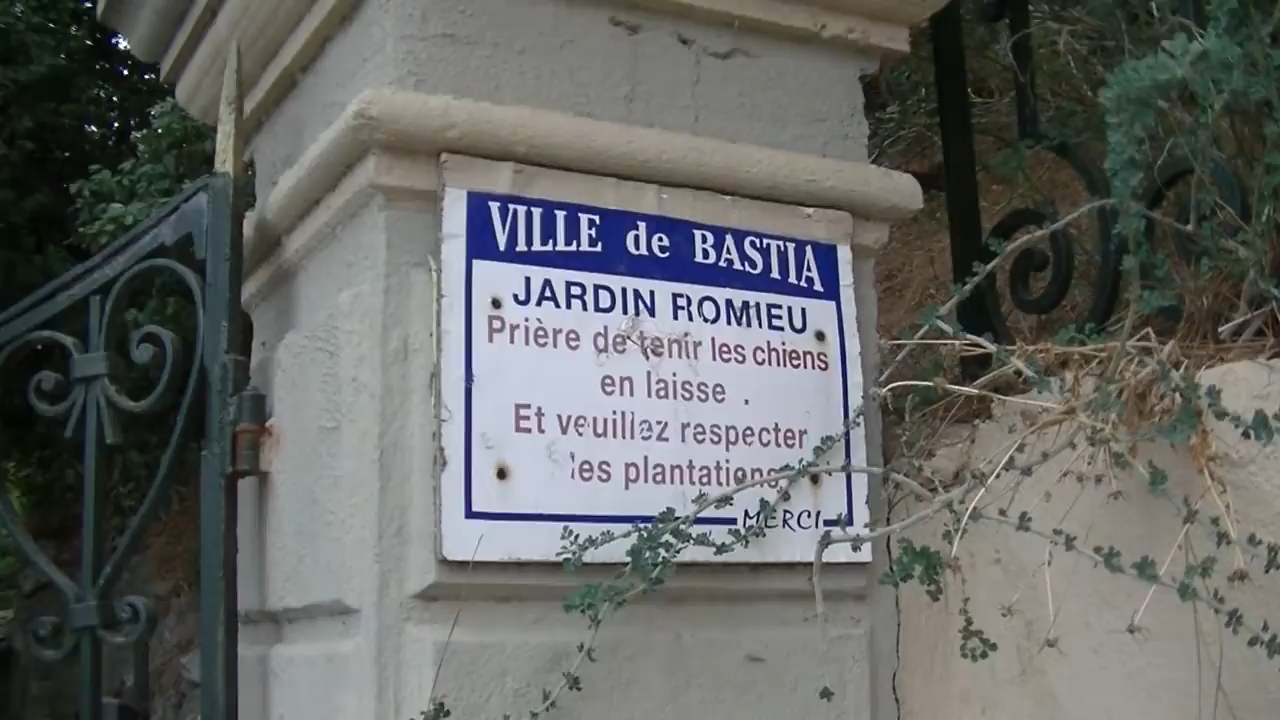 VILLE de BASTIA
JARDIN ROMIEU
Prière de tenir les chiens
en laisse .
Et veuillez respecter
les plantations
MERCI